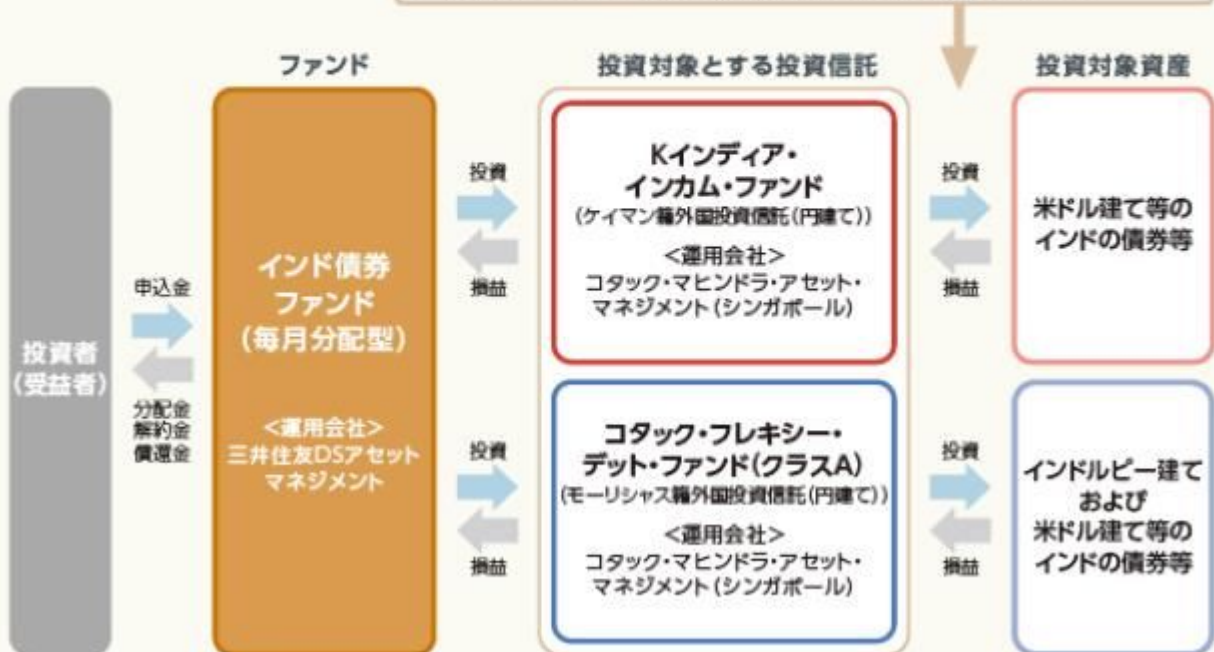 ファンド
投資対象とする投資信託
投資対象資産
投資者
(受益者)
申込金
分配金
解約金
償還金
インド債券
ファンド
(毎月分配型)
<運用会社>
三井住友DSアセット
マネジメント
投資
損益
Kインディア・
インカム・ファンド
(ケイマン籍外国投資信託(円建て))
<運用会社>
コタック・マヒンドラ・アセット・
マネジメント(シンガポール)
投資
損益
米ドル建て等の
インドの債券等
投資
損益
コタック・フレキシー・
デット・ファンド(クラスA)
(モーリシャス籍外国投資信託(円建て))
<運用会社>
コタック・マヒンドラ・アセット・
マネジメント(シンガポール)
投資
損益
インドルピー建て
および
米ドル建て等の
インドの債券等